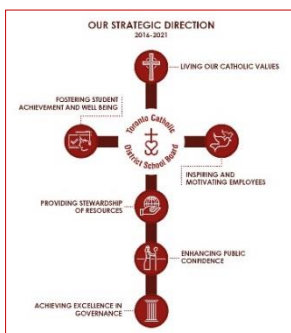 OUR STRATEGIC DIRECTION
2016-2021
LIVING OUR CATHOLIC VALUES
FOSTERING STUDENT
ACHIEVEMENT AND WELL BEING
Toronto Catholic
District School Board
INSPIRING AND
MOTIVATING EMPLOYEES
PROVIDING STEWARDSHIP
OF RESOURCES
ENHANCING PUBLIC
CONFIDENCE
ACHIEVING EXCELLENCE IN
GOVERNANCE